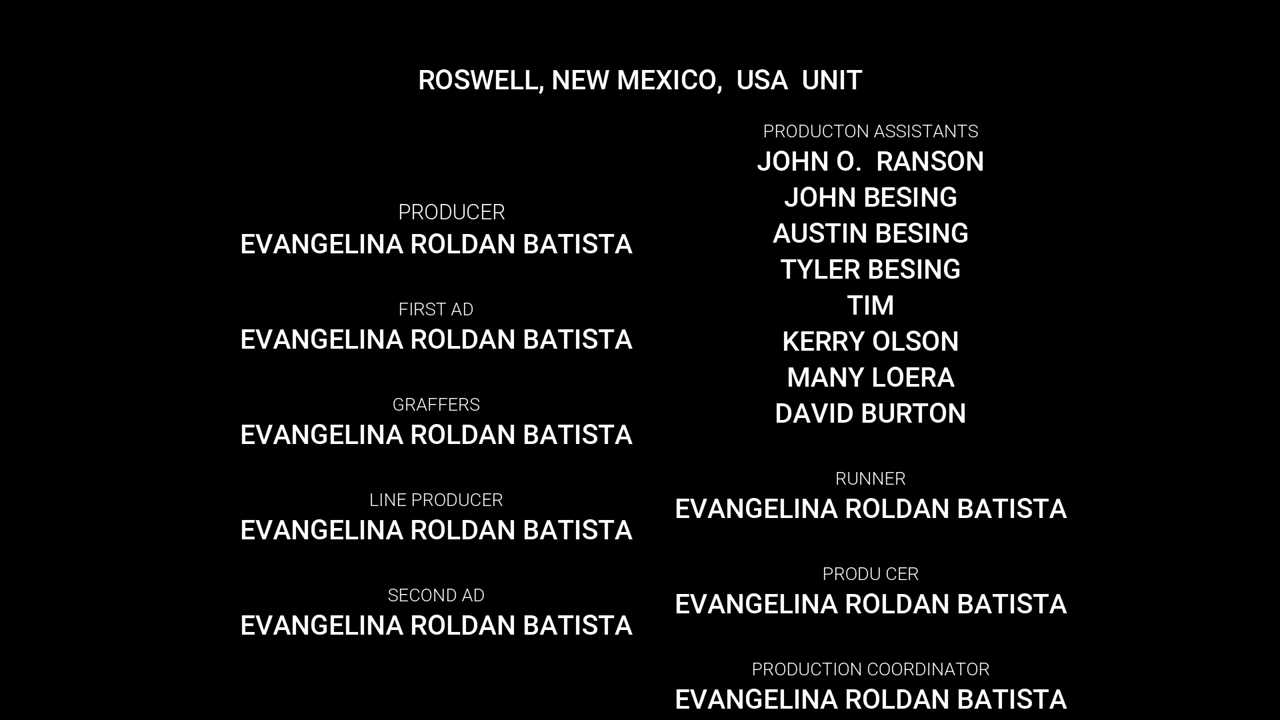 ROSWELL, NEW MEXICO,  USA  UNIT
PRODUCER
EVANGELINA ROLDAN BATISTA
FIRST AD
EVANGELINA ROLDAN BATISTA
GRAFFERS
EVANGELINA ROLDAN BATISTA
LINE PRODUCER
EVANGELINA ROLDAN BATISTA
SECOND AD
EVANGELINA ROLDAN BATISTA
PRODUCTON ASSISTANTS
JOHN O.  RANSON
JOHN BESING
AUSTIN BESING
TYLER BESING
TIM
KERRY OLSON
MANY LOERA
DAVID BURTON
RUNNER
EVANGELINA ROLDAN BATISTA
PRODU CER
EVANGELINA ROLDAN BATISTA
PRODUCTION COORDINATOR
EVANGELINA ROLDAN BATISTA